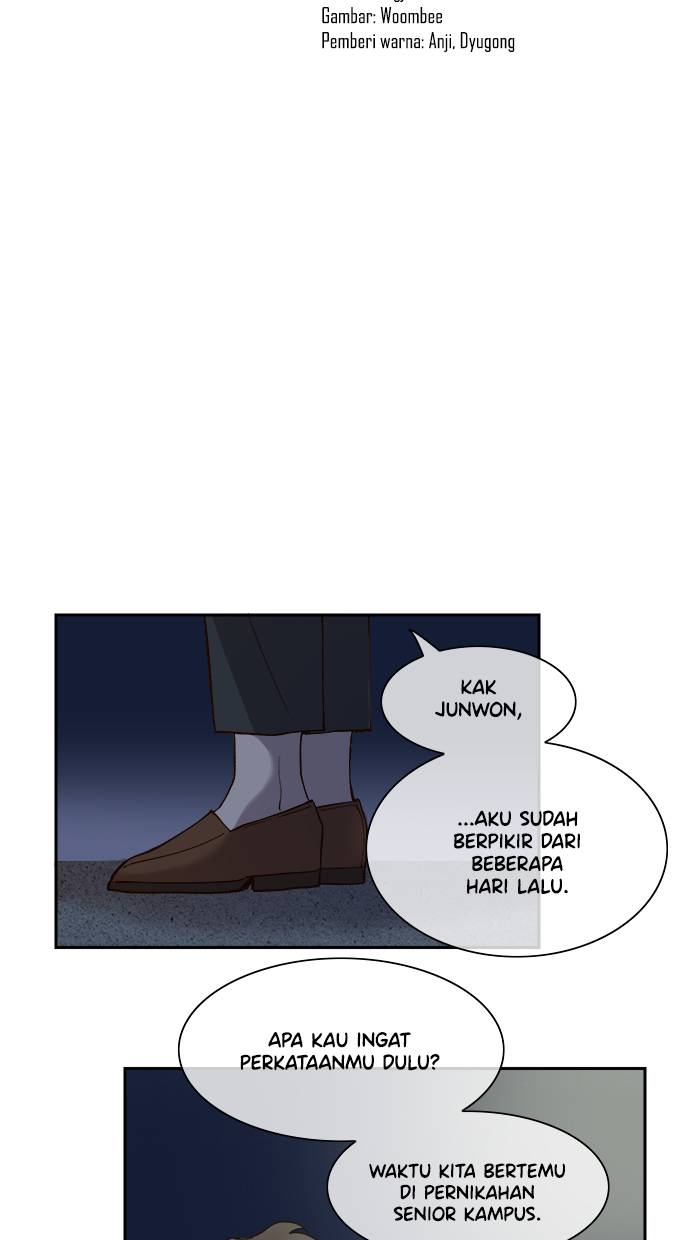 Gambar: Woombee
Pemberi warna: Anji, Dyugong
KAK
JUNWON,
...AKU SUDAH
BERPIKIR DARI
BEBERAPA
HARI LALU.
APA KAU INGAT
PERKATAANMU DULU?
WAKTU KITA BERTEMU
DI PERNIKAHAN
SENIOR KAMPUS.